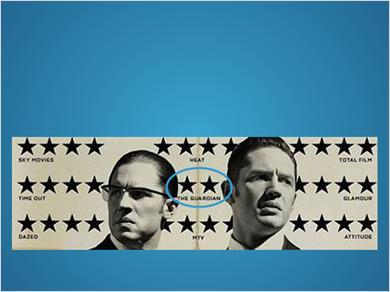 SKY MOVIES HEAT TOTAL FILM
TIME OUT THE GUARDIAN GLAMOUR
DAZED MTV ATTITUDE